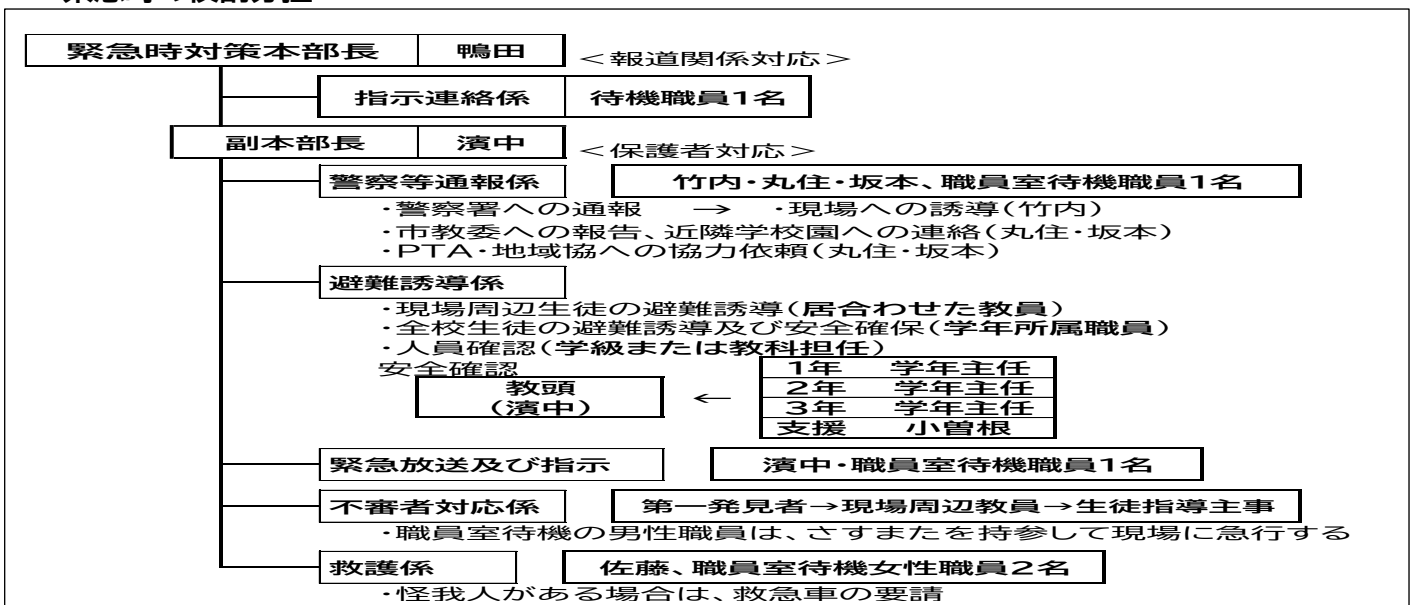 緊急時対策本部長 鴨田 <報道関係対応>
指示連絡係 待機職員1名
副本部長 濱中 <保護者対応>
警察等通報係 竹内・丸住・坂本、職員室待機職員1名
・警察署への通報 → ・現場への誘導(竹内)
・市教委への報告、近隣学校園への連絡(丸住・坂本)
・PTA・地域協への協力依頼(丸住・坂本)
避難誘導係
・現場周辺生徒の避難誘導(居合わせた教員)
・全校生徒の避難誘導及び安全確保(学年所属職員)
・人員確認(学級または教科担任)
安全確認
教頭
(濱中)
←
1年 学年主任
2年 学年主任
3年 学年主任
支援 小曽根
緊急放送及び指示 濱中・職員室待機職員1名
不審者対応係 第一発見者→現場周辺教員→生徒指導主事
・職員室待機の男性職員は、さすまたを持参して現場に急行する
救護係 佐藤、職員室待機女性職員2名
・怪我人がある場合は、救急車の要請